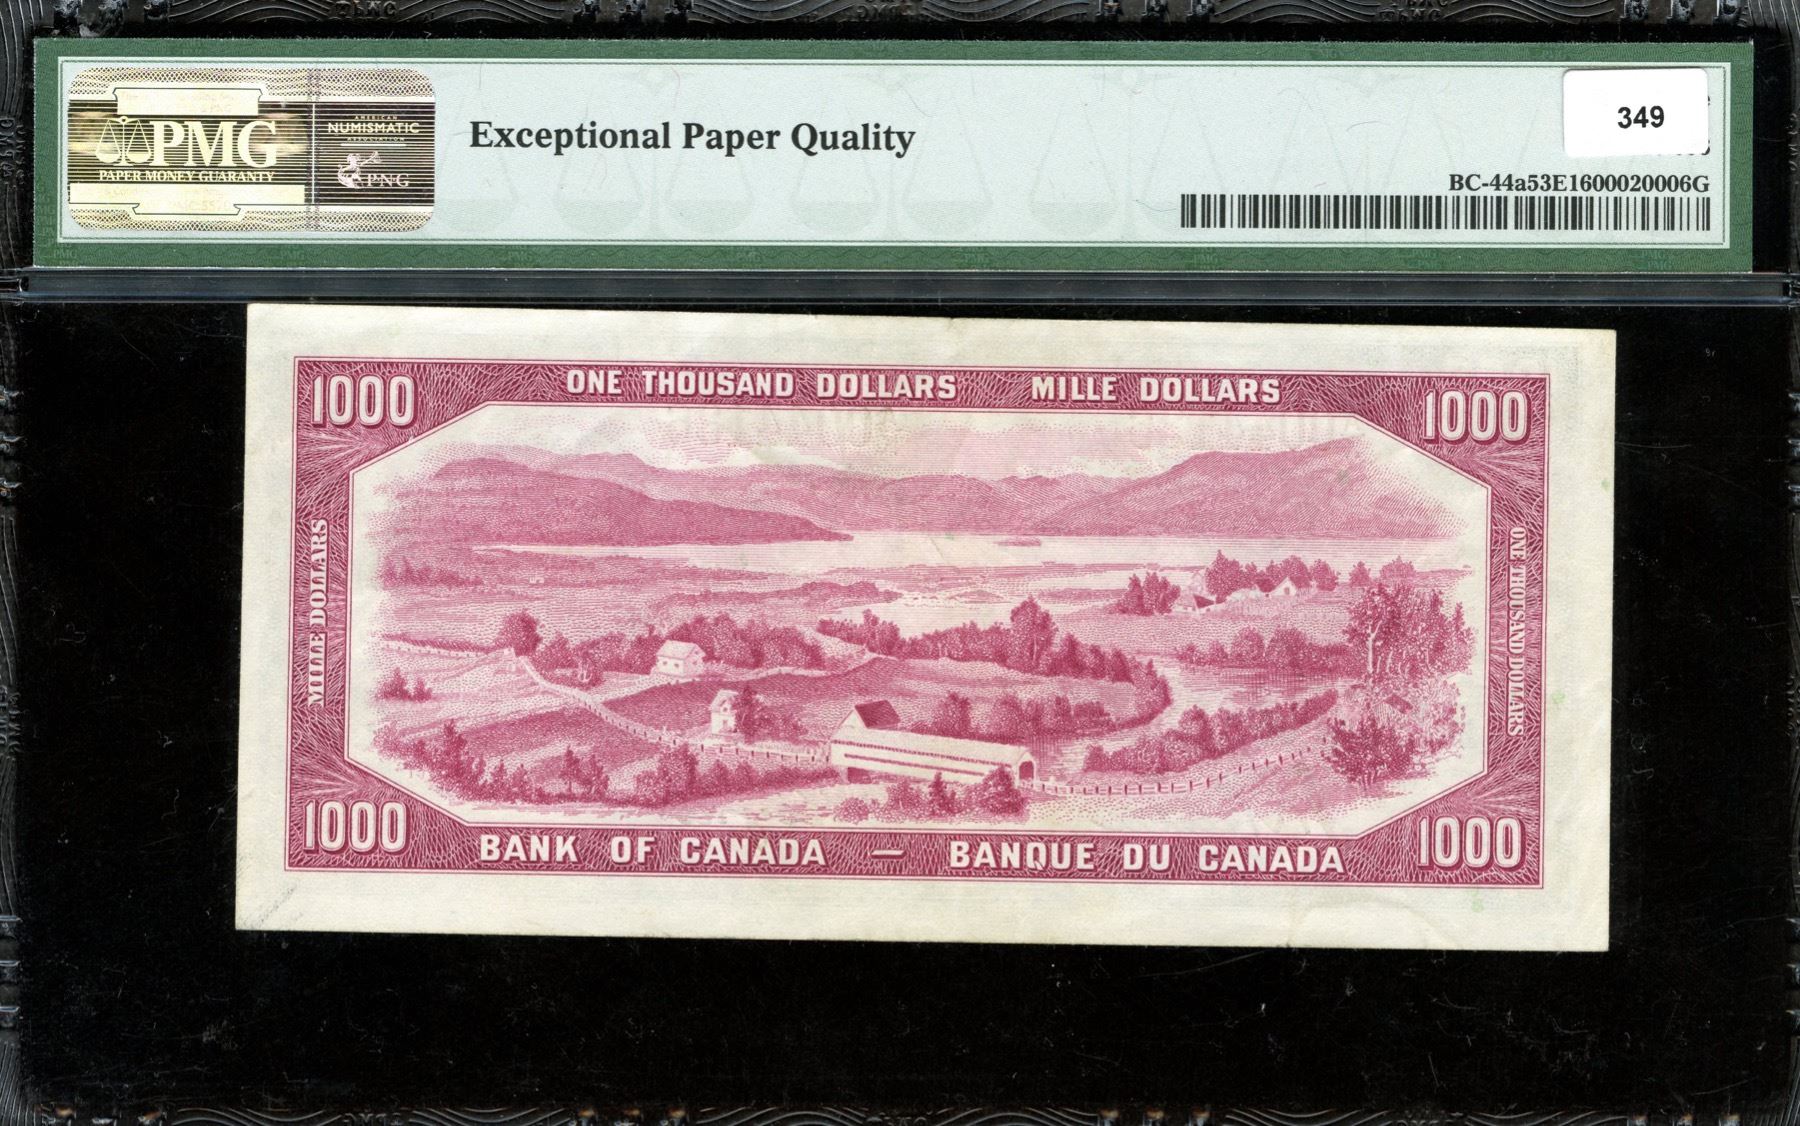 PMG
PAPER MONEY GUARANTY
AMERICAN
NUMISMATIC
ASSOCIATION
PNG
Exceptional Paper Quality
349
BC-44a53E1600020006G
1000
ONE THOUSAND DOLLARS MILLE DOLLARS
1000
MILLE DOLLARS
ONE THOUSAND DOLLARS
1000
BANK OF CANADA — BANQUE DU CANADA
1000